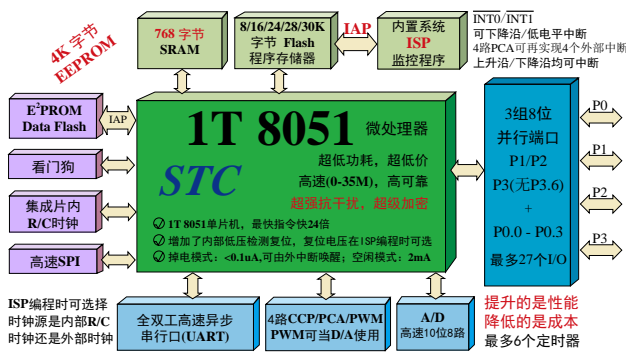 4K 字节
EEPROM
768 字节
SRAM
8/16/24/28/30K
字节 Flash
程序存储器
IAP
内置系统
ISP
监控程序
INT0/INT1
可下降沿/低电平中断
4路PCA可再实现4个外部中断
上升沿/下降沿均可中断
E²PROM
Data Flash
IAP
看门狗
集成片内
R/C时钟
高速SPI
1T 8051 微处理器
STC
超低功耗，超低价
高速(0-35M)，高可靠
超强抗干扰，超级加密
1T 8051单片机，最快指令快24倍
增加了内部低压检测复位，复位电压在ISP编程时可选
掉电模式：<0.1uA,可由外中断唤醒；空闲模式：2mA
3组8位
并行端口
P1/P2
P3(无P3.6)
+
P0.0 - P0.3
最多27个I/O
P0
P1
P2
P3
ISP编程时可选择
时钟源是内部R/C
时钟还是外部时钟
全双工高速异步
串行口(UART)
4路CCP/PCA/PWM
PWM可当D/A使用
A/D
高速10位8路
提升的是性能
降低的是成本
最多6个定时器